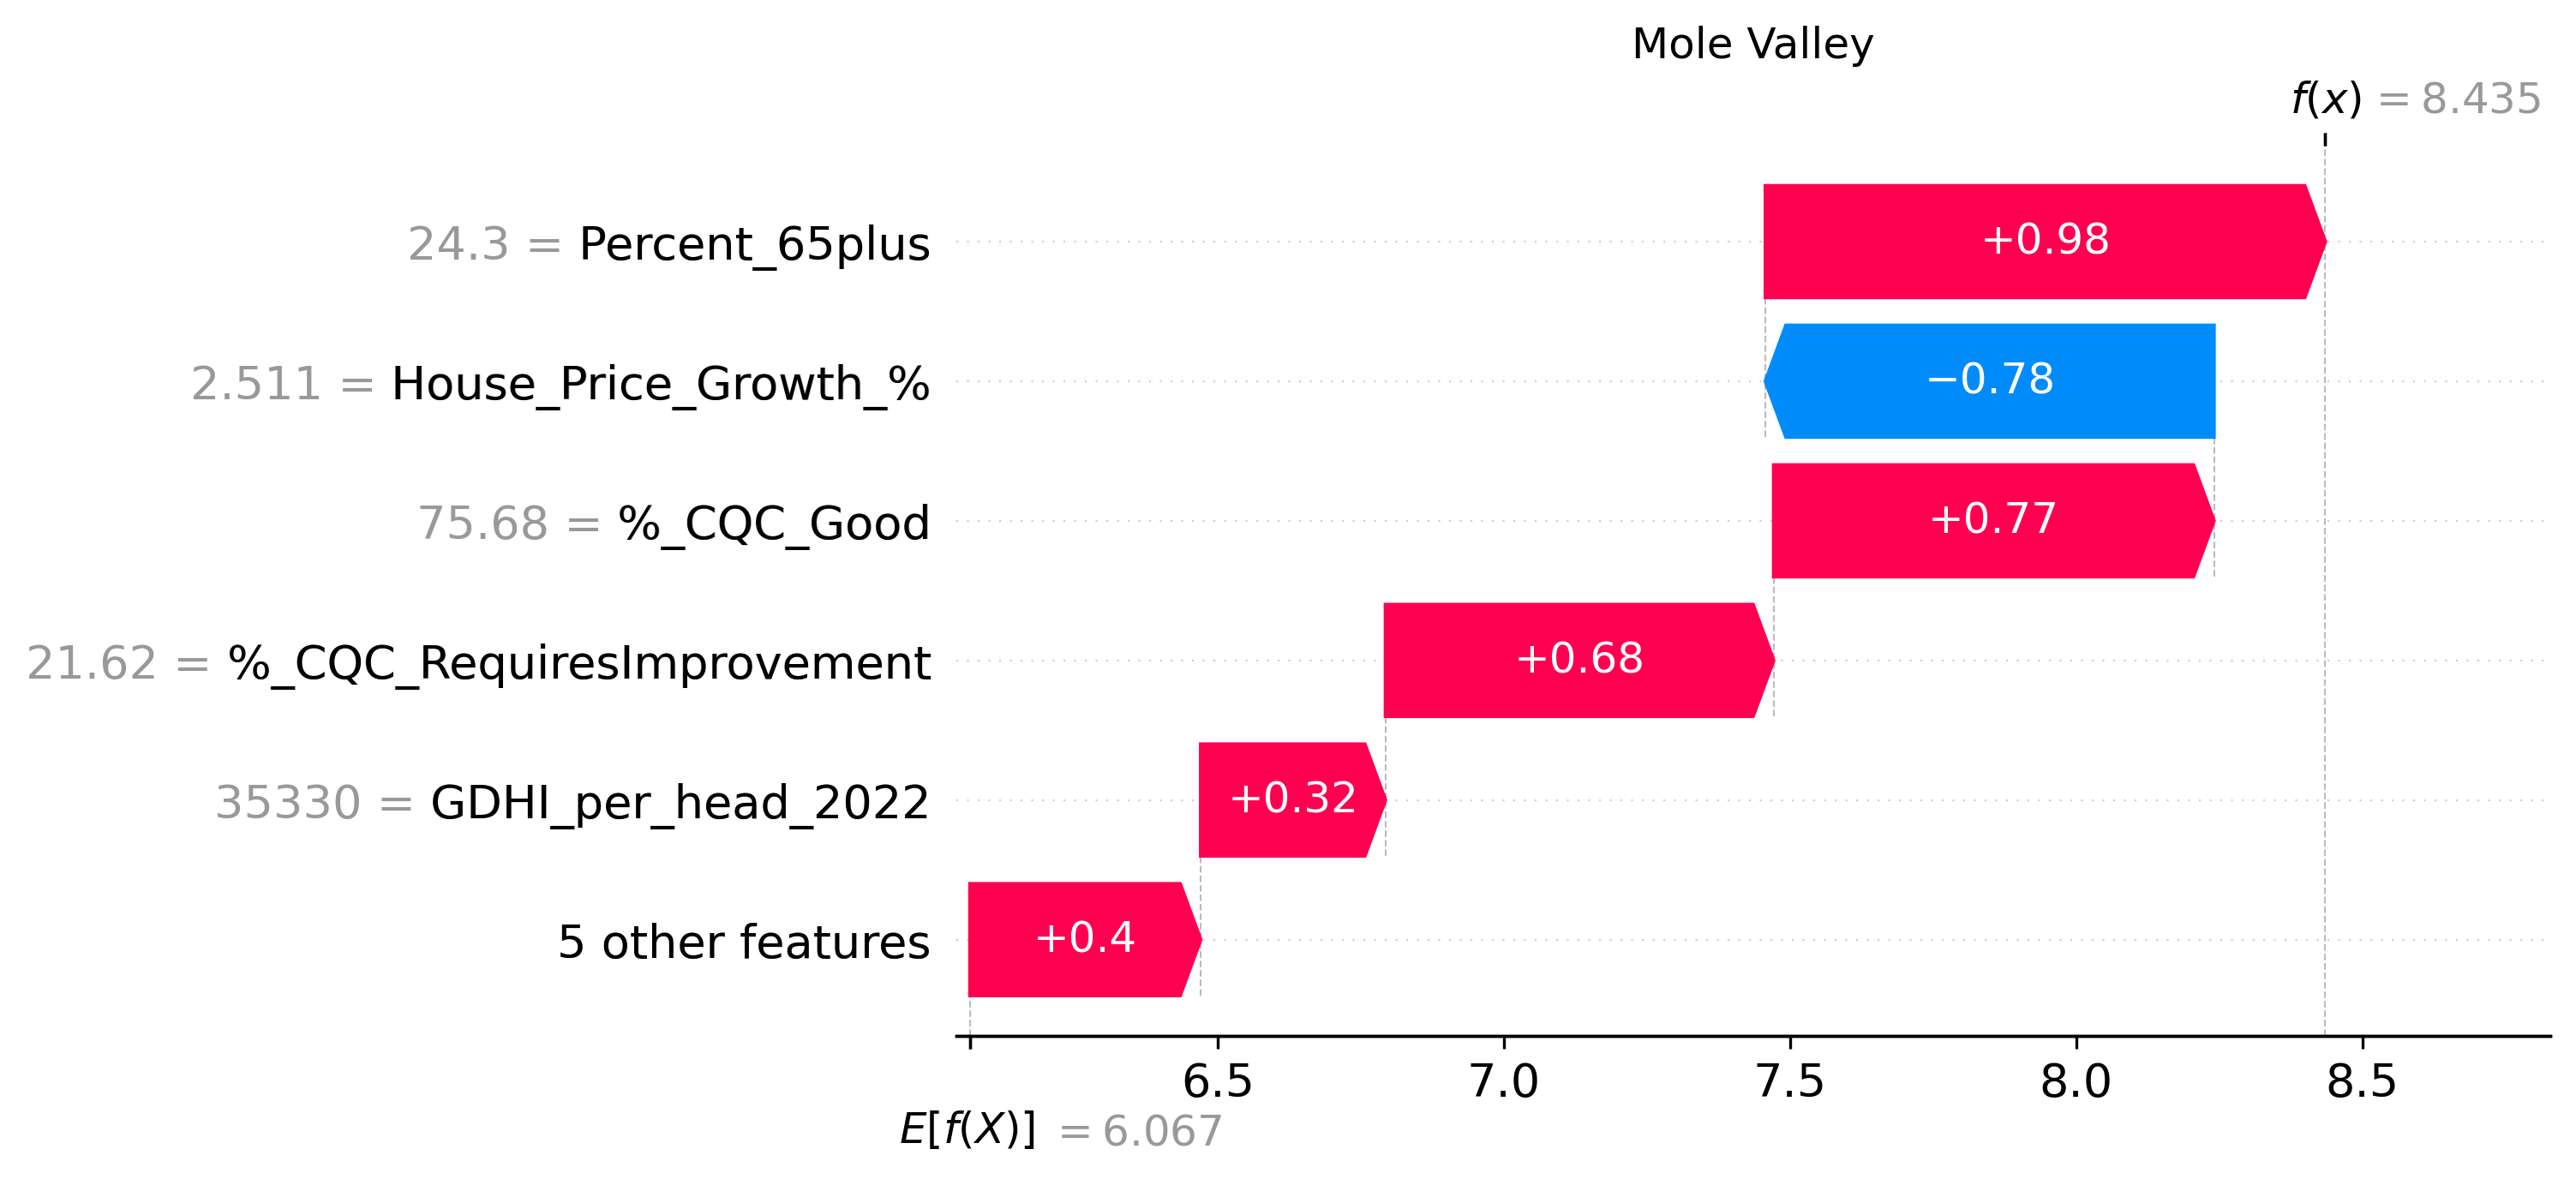 Mole Valley
f(x) = 8.435
24.3 = Percent_65plus
+0.98
2.511 = House_Price_Growth_%
−0.78
75.68 = %_CQC_Good
+0.77
21.62 = %_CQC_RequiresImprovement
+0.68
35330 = GDHI_per_head_2022
+0.32
5 other features
+0.4
6.5 7.0 7.5 8.0 8.5
E[f(X)] = 6.067